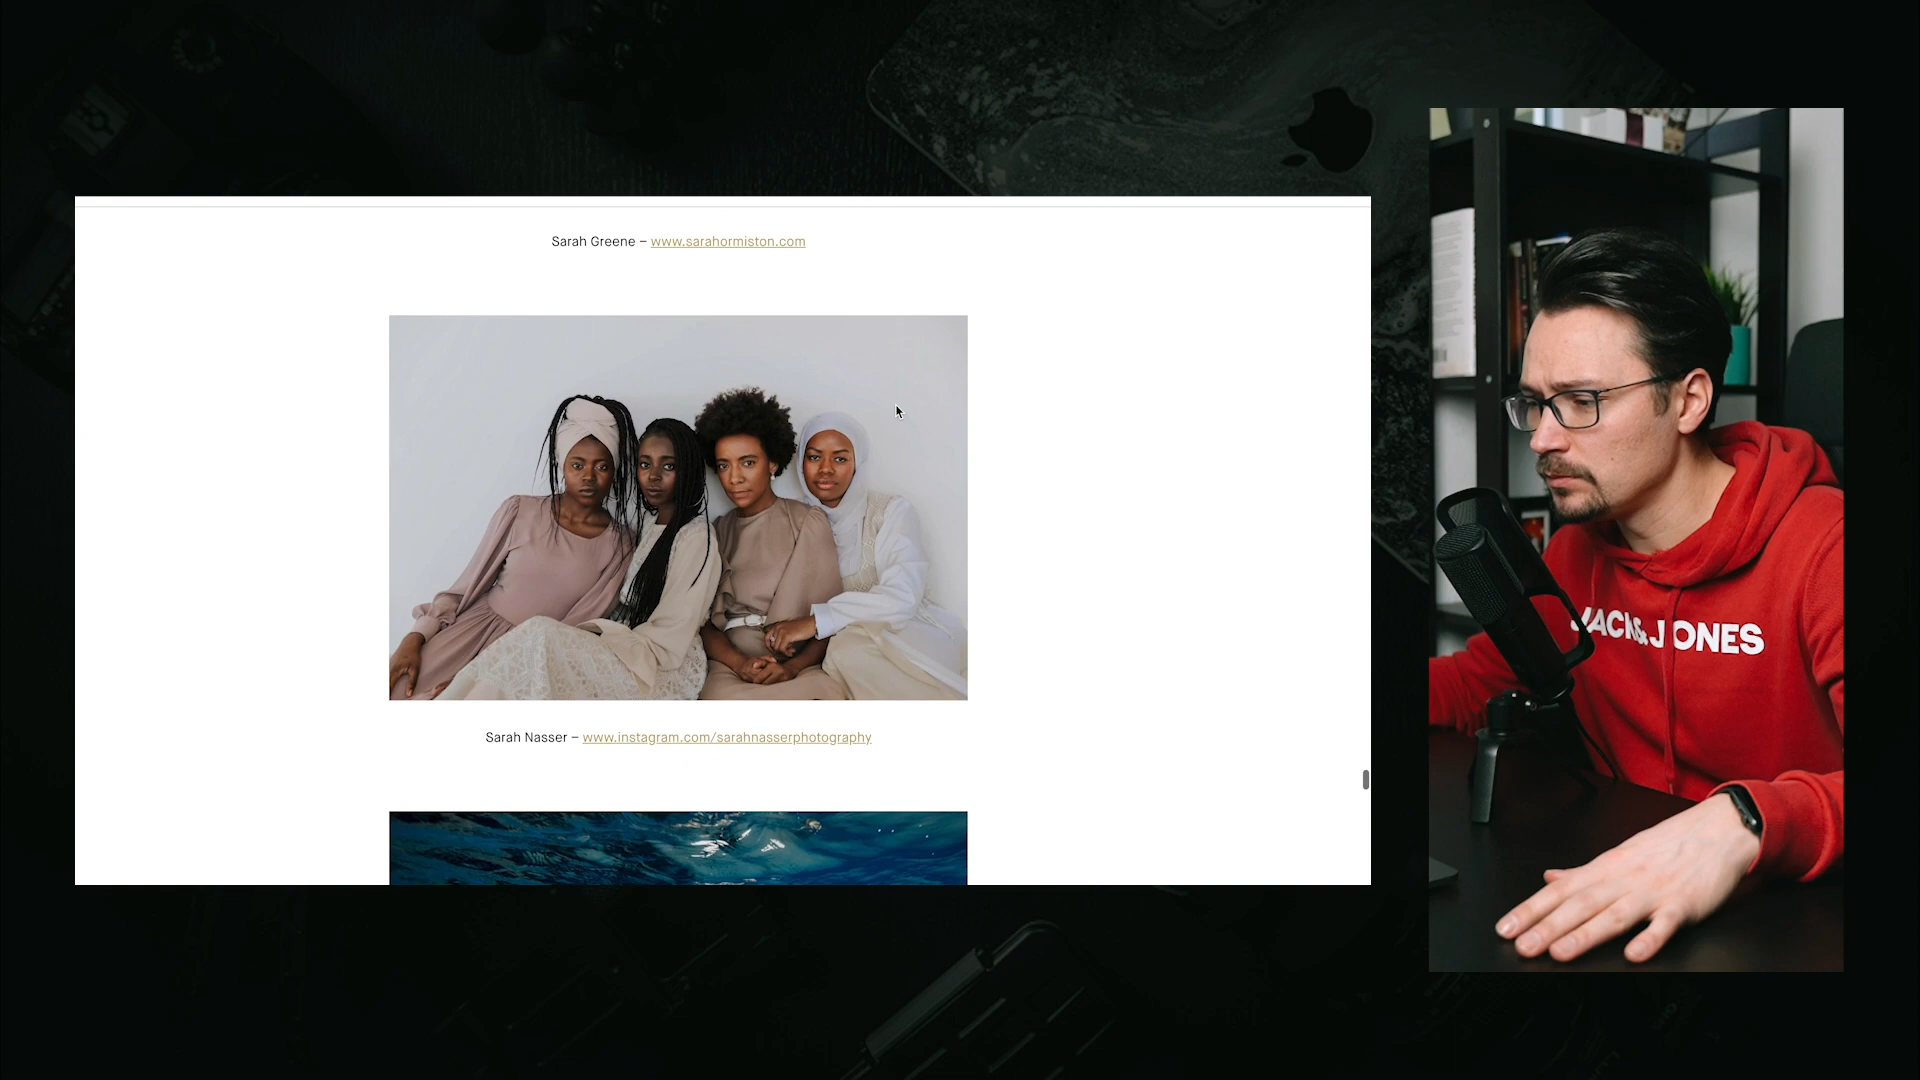 Sarah Greene – www.sarahormiston.com
Sarah Nasser – www.instagram.com/sarahnasserphotography
JACK & JONES